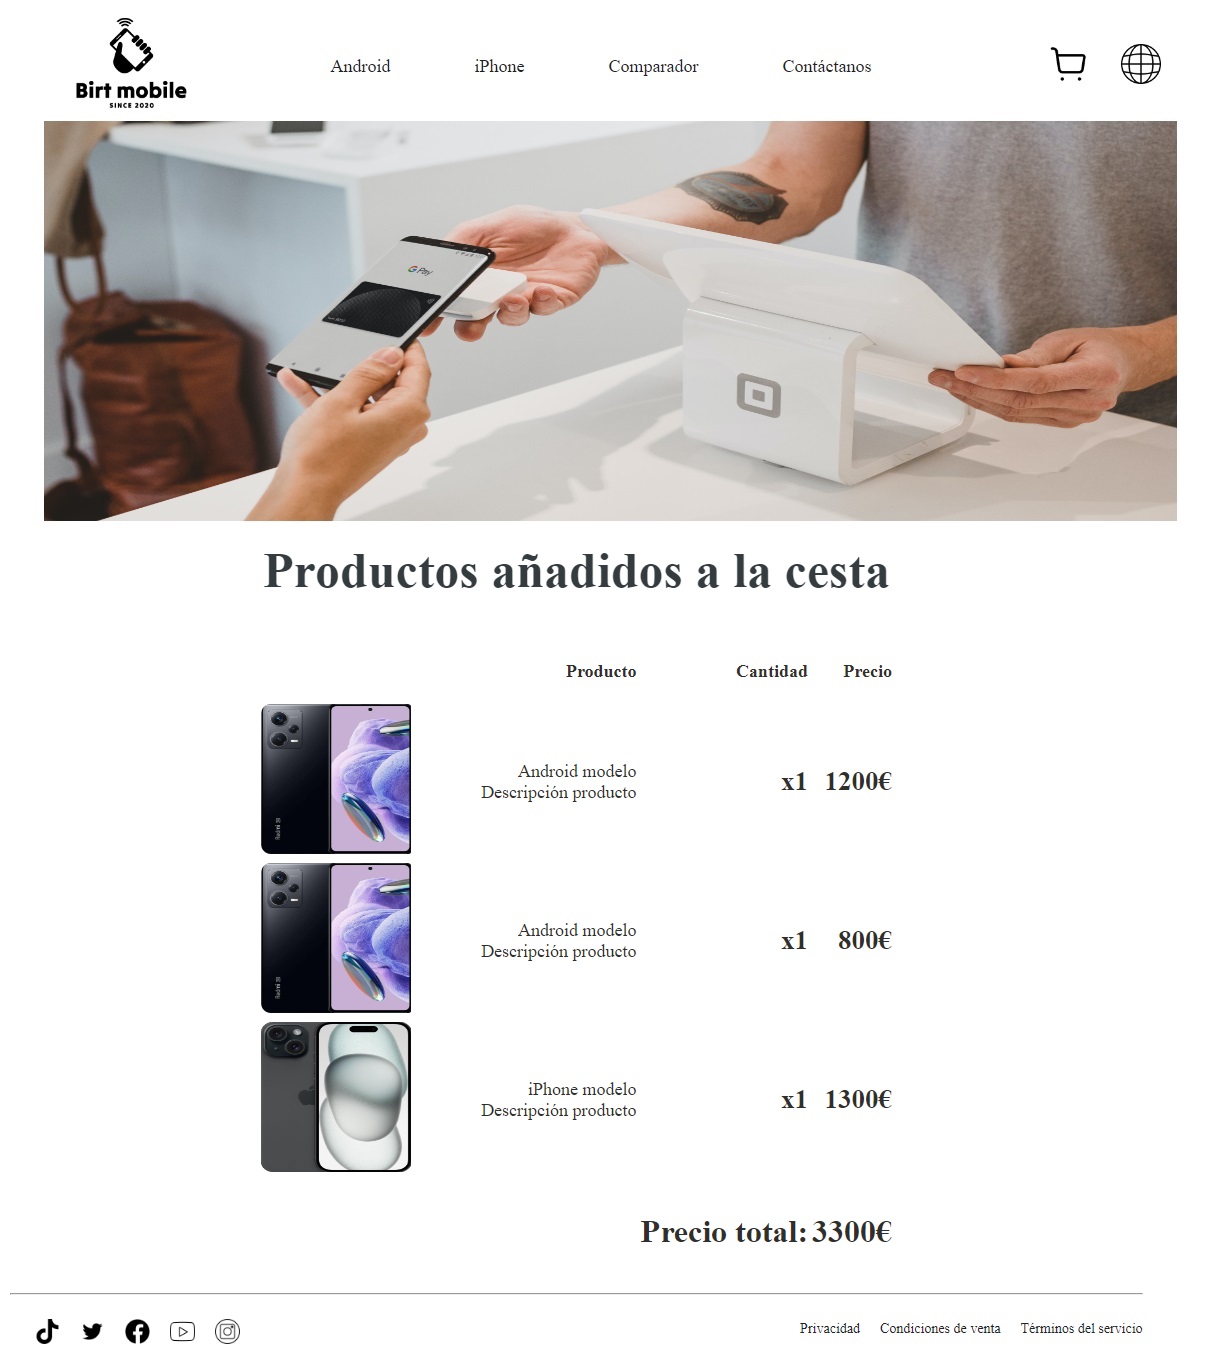 Birt mobile
SINCE 2020
Android
iPhone
Comparador
Contáctanos
G Pay
Productos añadidos a la cesta
Producto Cantidad Precio
Android modelo
Descripción producto
x1 1200€
Android modelo
Descripción producto
x1 800€
iPhone modelo
Descripción producto
x1 1300€
Precio total: 3300€
Privacidad Condiciones de venta Términos del servicio